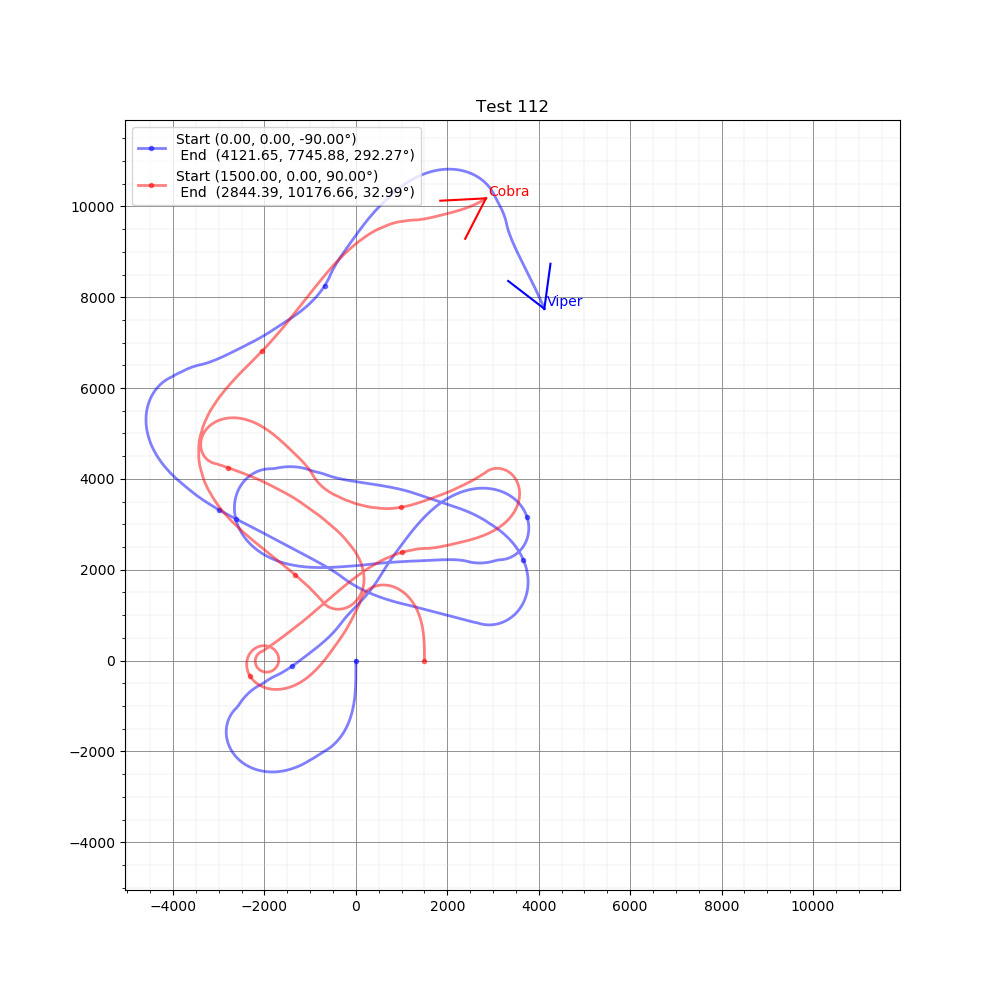 Test 112
Start (0.00, 0.00, -90.00°)
End (4121.65, 7745.88, 292.27°)
Start (1500.00, 0.00, 90.00°)
End (2844.39, 10176.66, 32.99°)
Cobra
Viper
10000
8000
6000
4000
2000
0
−2000
−4000
−4000 −2000 0 2000 4000 6000 8000 10000